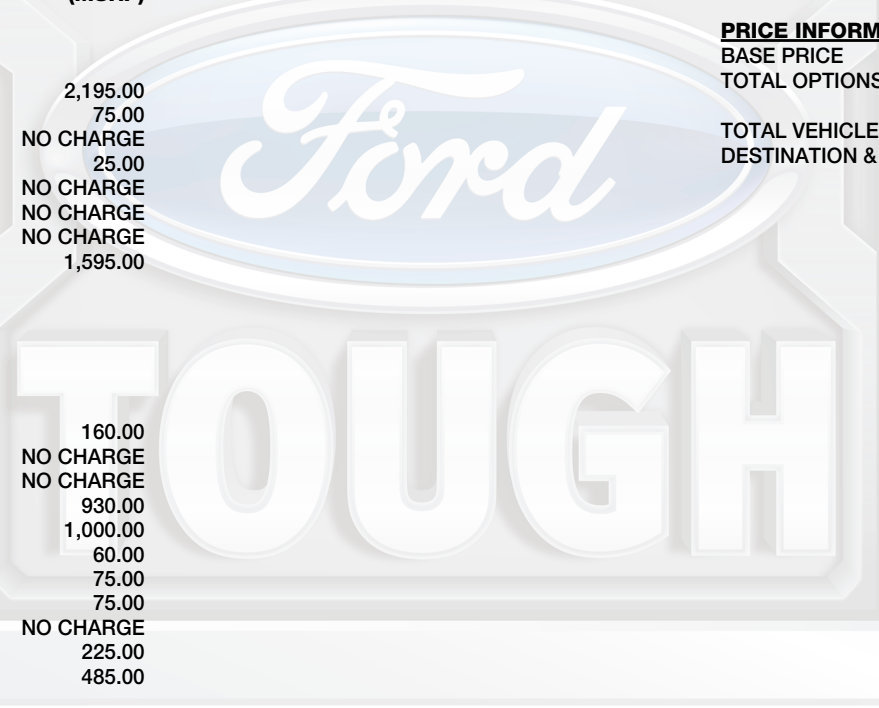 (MSRP)
2,195.00
75.00
NO CHARGE
25.00
NO CHARGE
NO CHARGE
NO CHARGE
1,595.00
160.00
NO CHARGE
NO CHARGE
930.00
1,000.00
60.00
75.00
75.00
NO CHARGE
225.00
485.00
PRICE INFORM
BASE PRICE
TOTAL OPTIONS
TOTAL VEHICLE
DESTINATION &
Ford
TOUGH